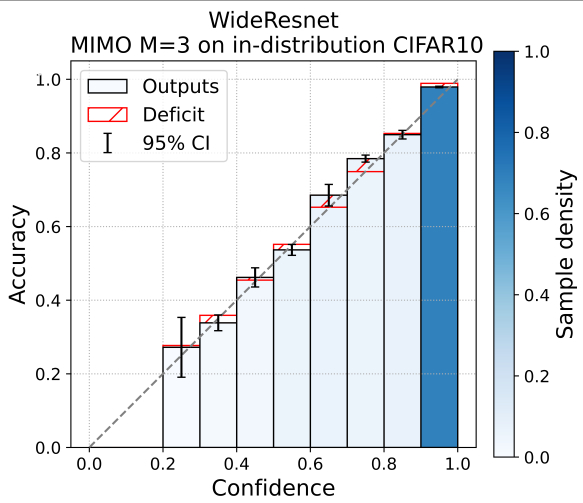 WideResnet
MIMO M=3 on in-distribution CIFAR10
Outputs
Deficit
95% CI
Accuracy
1.0
0.8
0.6
0.4
0.2
0.0
0.0
0.2
0.4
0.6
0.8
1.0
Confidence
1.0
0.8
0.6
0.4
0.2
0.0
Sample density